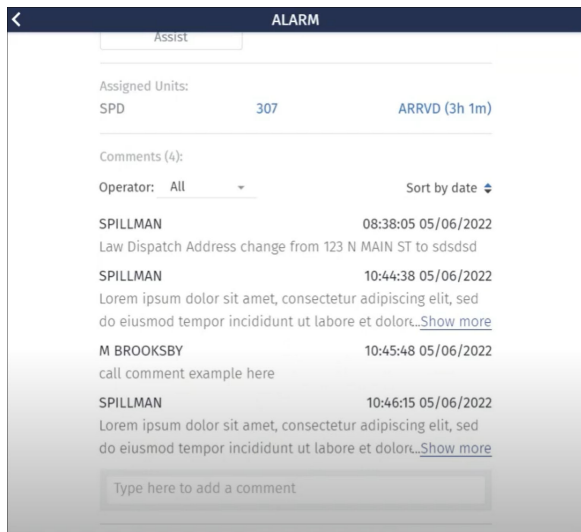 ALARM
Assist
Assigned Units:
SPD 307 ARRVD (3h 1m)
Comments (4):
Operator: All Sort by date
SPILLMAN 08:38:05 05/06/2022
Law Dispatch Address change from 123 N MAIN ST to sdsdsd
SPILLMAN 10:44:38 05/06/2022
Lorem ipsum dolor sit amet, consectetur adipiscing elit, sed
do eiusmod tempor incididunt ut labore et dolore...Show more
M BROOKSBY 10:45:48 05/06/2022
call comment example here
SPILLMAN 10:46:15 05/06/2022
Lorem ipsum dolor sit amet, consectetur adipiscing elit, sed
do eiusmod tempor incididunt ut labore et dolore...Show more
Type here to add a comment